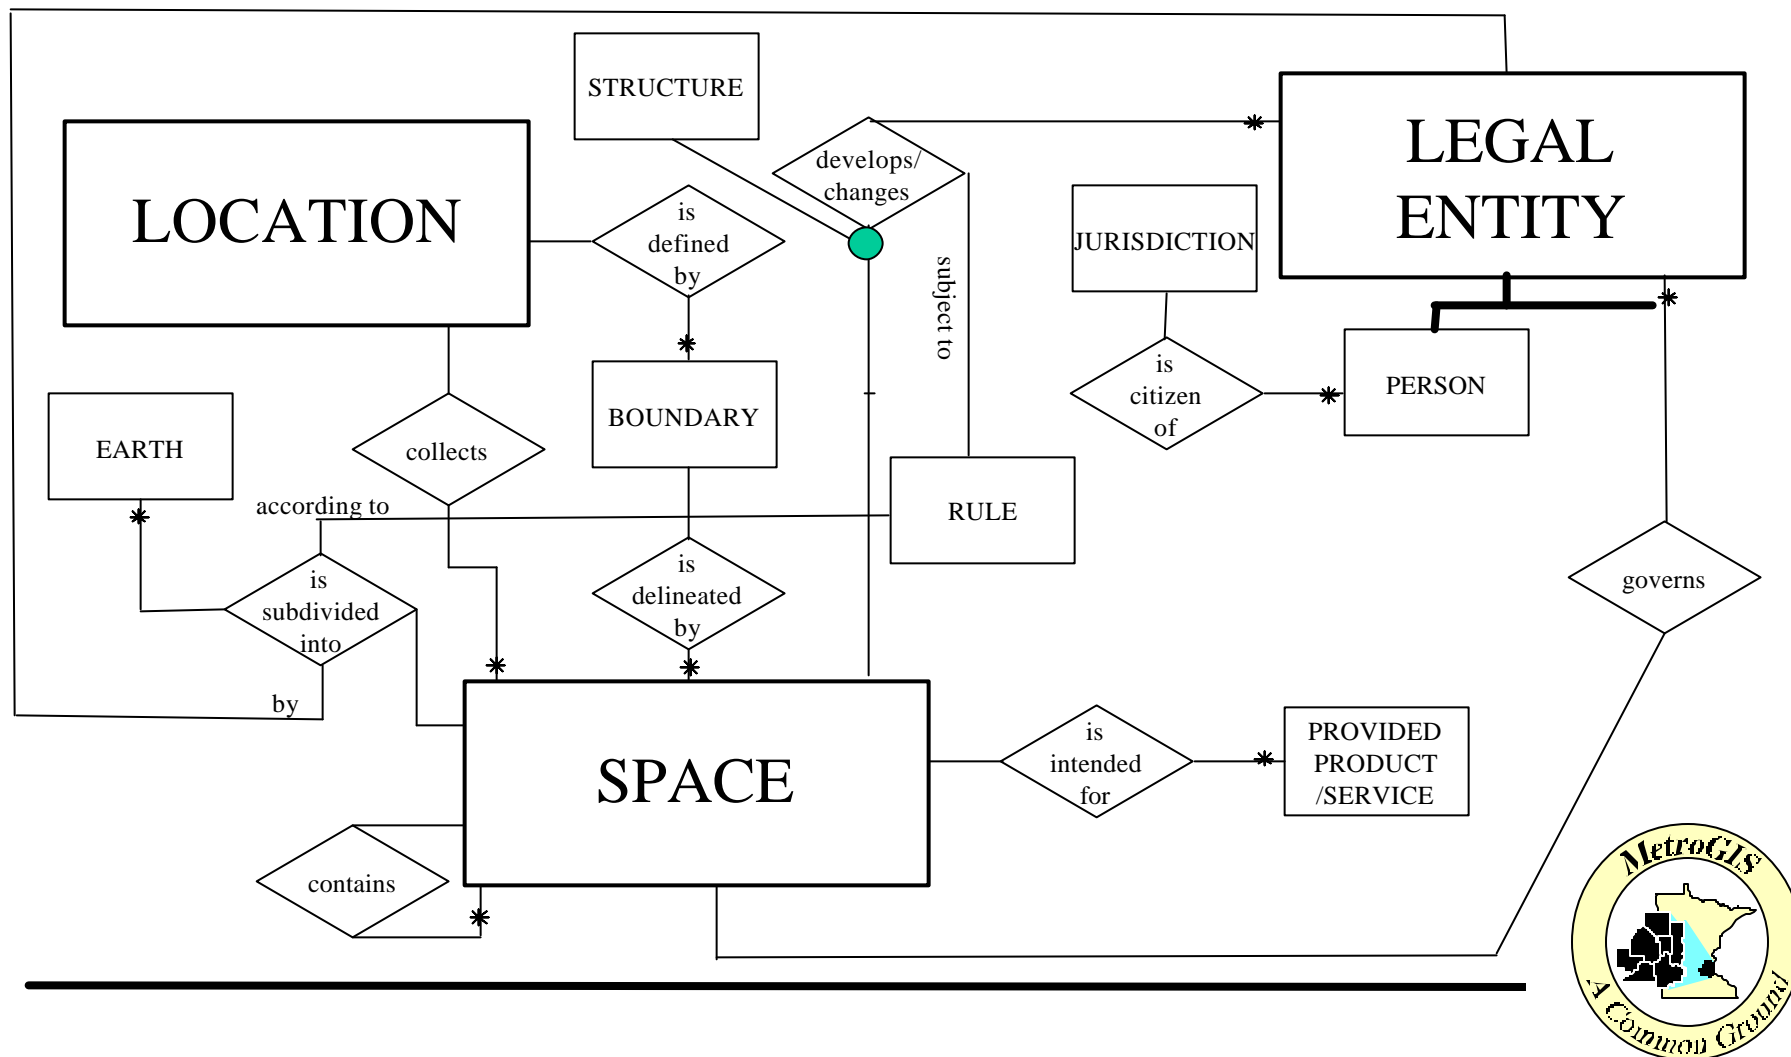 STRUCTURE
LEGAL
ENTITY
LOCATION
develops/
changes
is
defined
by
JURISDICTION
subject to
is
citizen
of
PERSON
BOUNDARY
EARTH
collects
according to
RULE
is
subdivided
into
is
delineated
by
governs
by
SPACE
is
intended
for
PROVIDED
PRODUCT
/SERVICE
contains
MetroGIS
A Common Ground